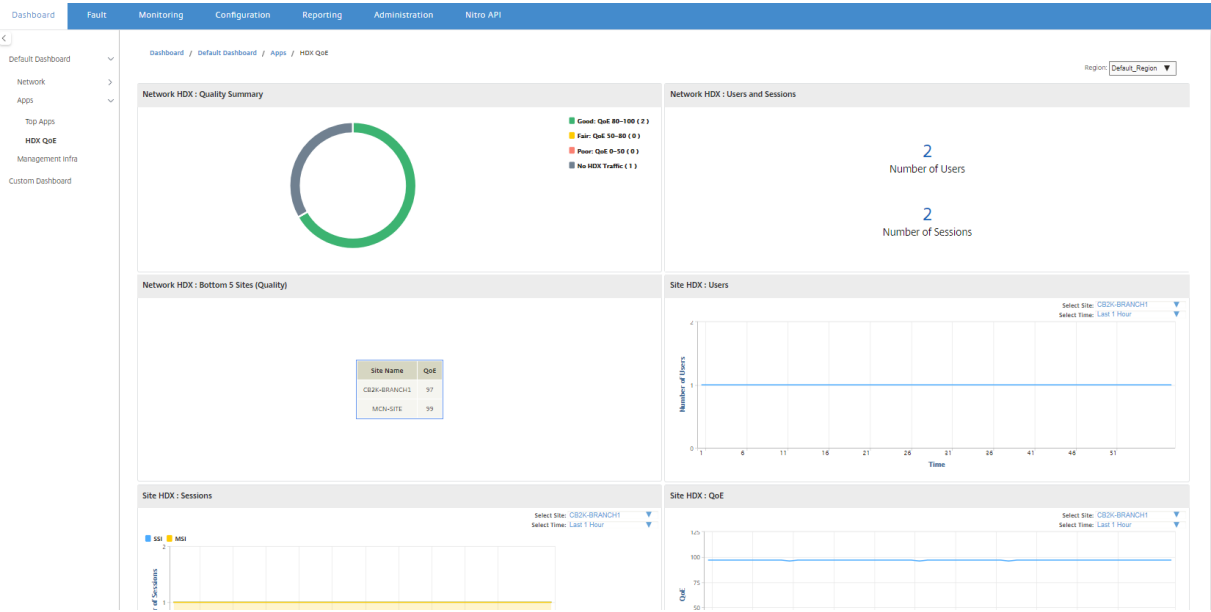 Dashboard Fault Monitoring Configuration Reporting Administration Nitro API
Default Dashboard
Network
Apps
Top Apps
HDX QoE
Management Infra
Custom Dashboard
Dashboard / Default Dashboard / Apps / HDX QoE
Region: Default_Region
Network HDX : Quality Summary
Good: QoE 80-100 ( 2 )
Fair: QoE 50-80 ( 0 )
Poor: QoE 0-50 ( 0 )
No HDX Traffic ( 1 )
Network HDX : Users and Sessions
2
Number of Users
2
Number of Sessions
Network HDX : Bottom 5 Sites (Quality)
Site Name QoE
CB2K-BRANCH1 97
MCN-SITE 99
Site HDX : Users
Select Site: CB2K-BRANCH1
Select Time: Last 1 Hour
2
1
0
Number of Users
1 6 11 16 21 26 31 36 41 46 51
Time
Site HDX : Sessions
Select Site: CB2K-BRANCH1
Select Time: Last 1 Hour
SSI MSI
2
1
of Sessions
Site HDX : QoE
Select Site: CB2K-BRANCH1
Select Time: Last 1 Hour
125
100
75
50
QoE